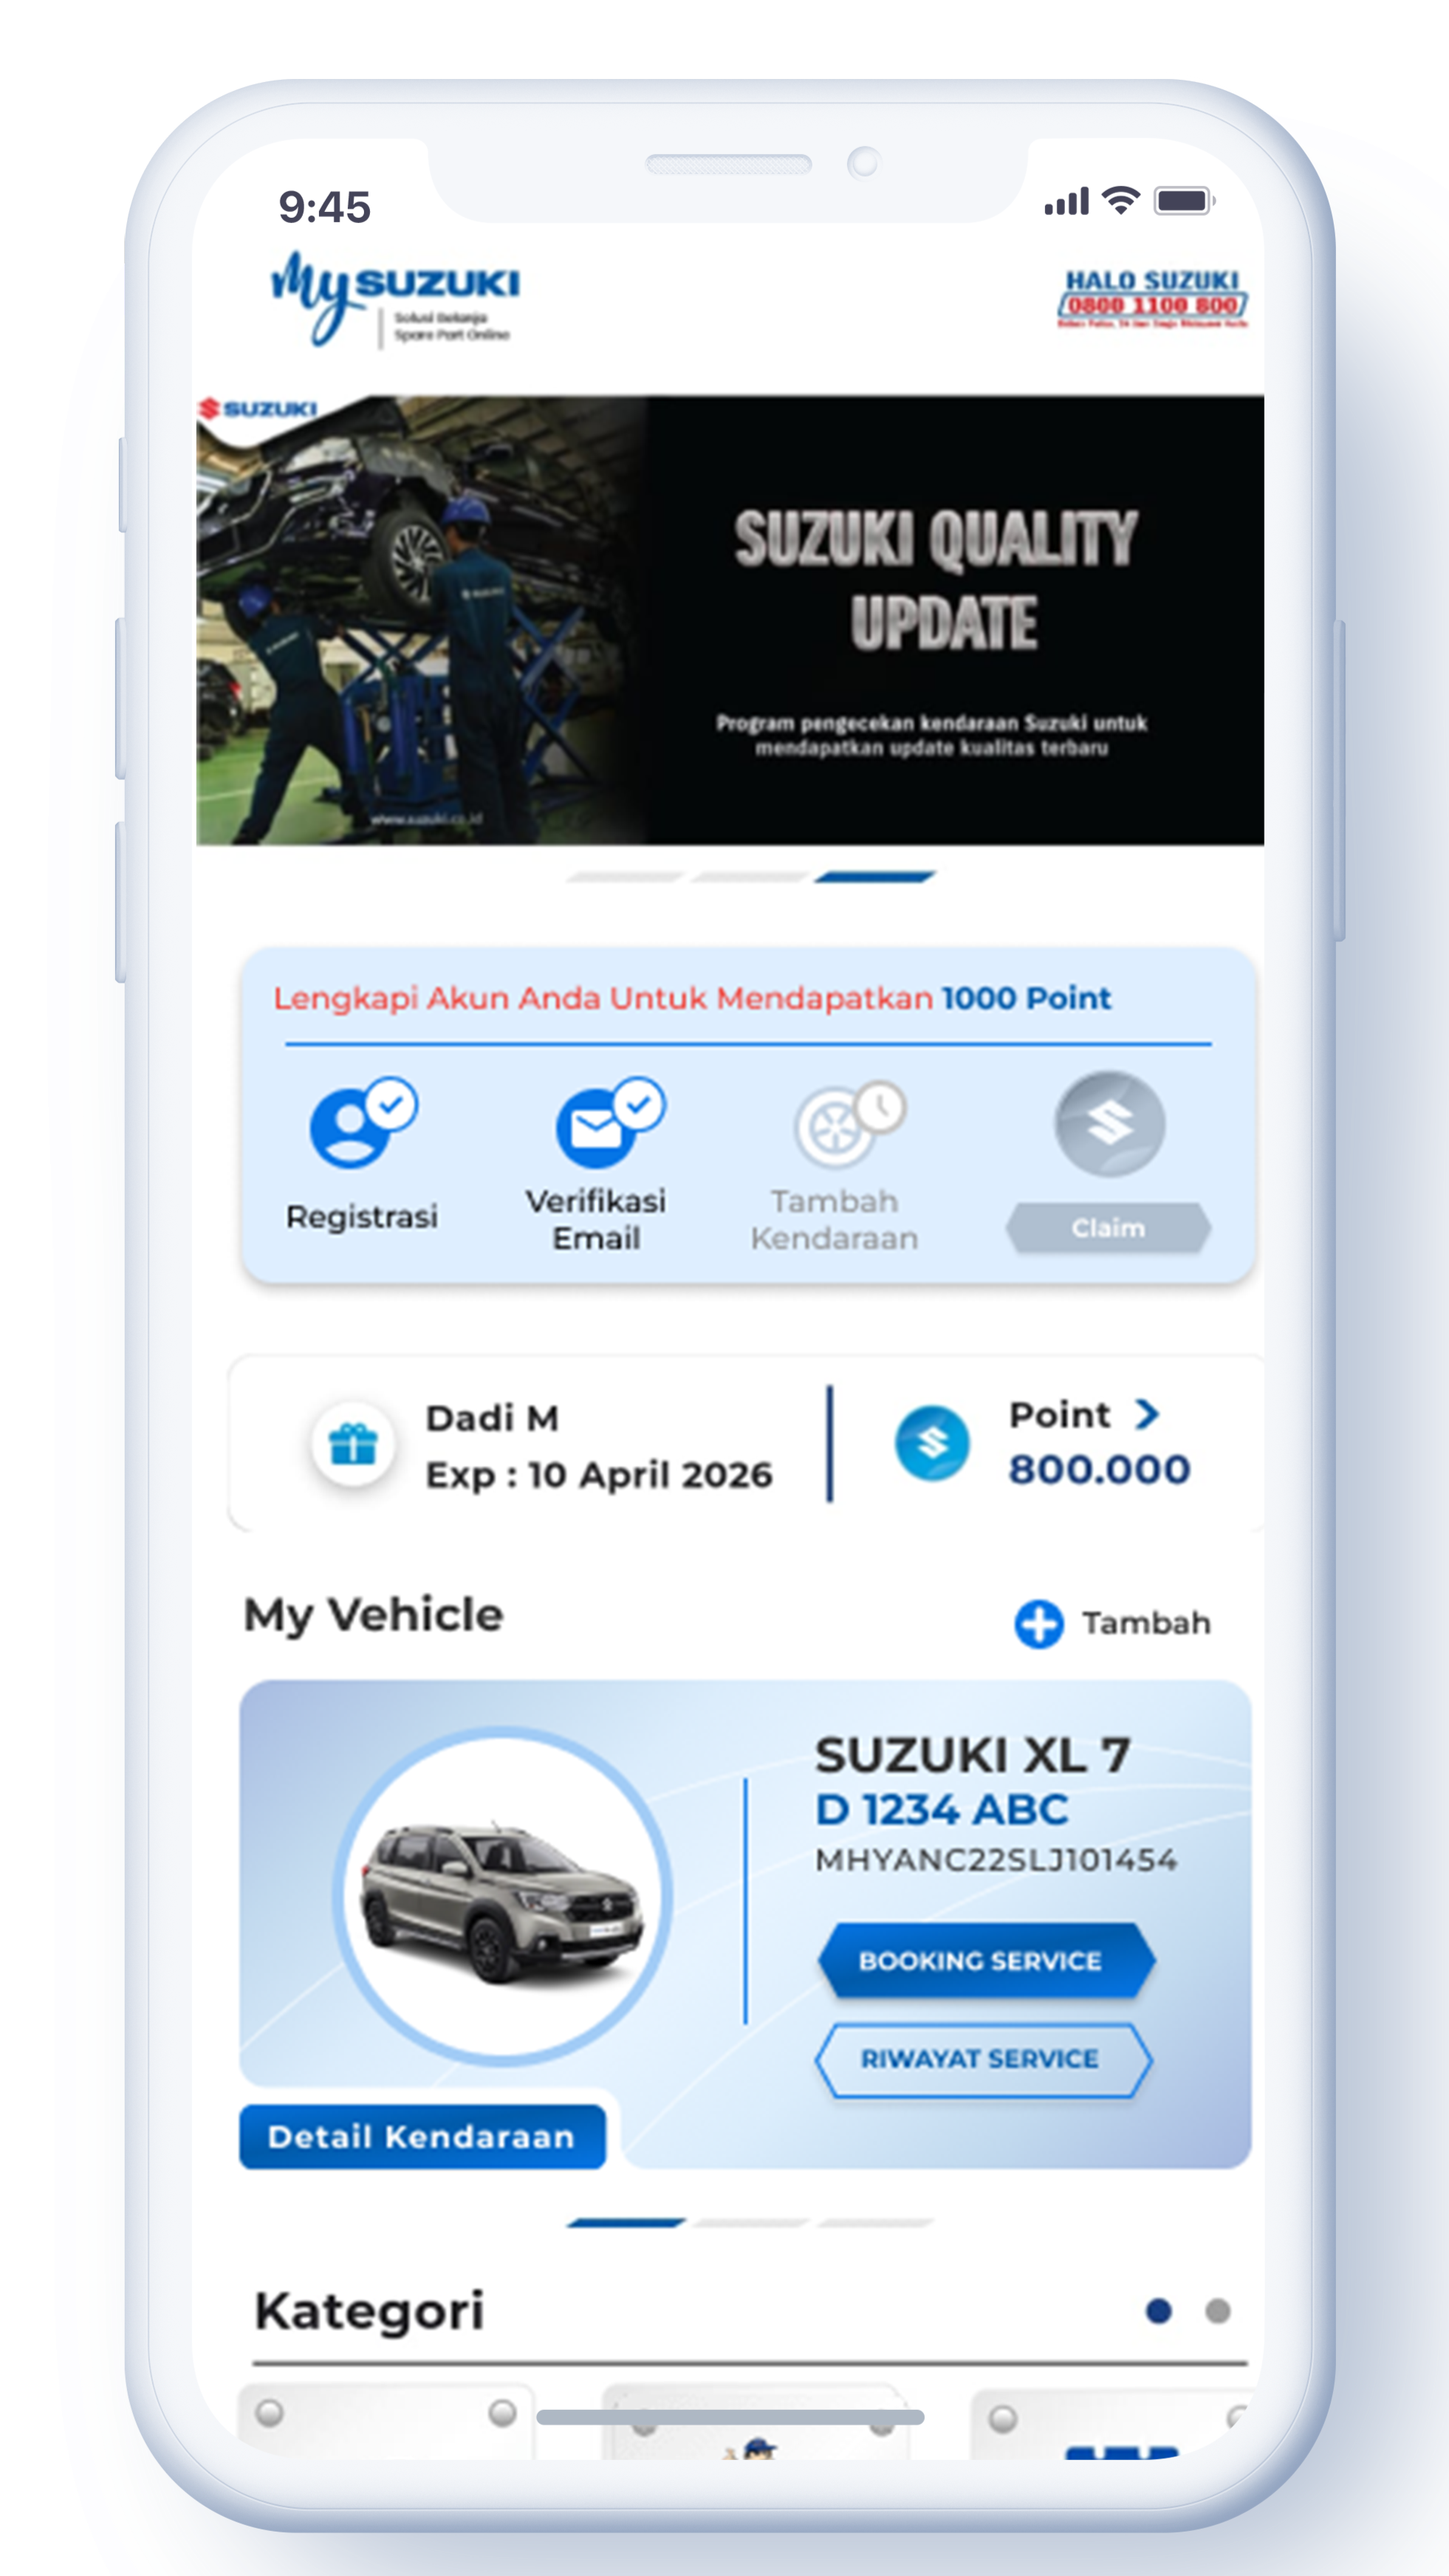 9:45
My SUZUKI
Solusi Belanja
Spare Part Online
HALO SUZUKI
0800 1100 800
SUZUKI
SUZUKI QUALITY
UPDATE
Program pengecekan kendaraan Suzuki untuk
mendapatkan update kualitas terbaru
www.suzuki.co.id
Lengkapi Akun Anda Untuk Mendapatkan 1000 Point
Registrasi
Verifikasi
Email
Tambah
Kendaraan
Claim
Dadi M
Exp : 10 April 2026
Point
800.000
My Vehicle
Tambah
SUZUKI XL 7
D 1234 ABC
MHYANC22SLJ101454
BOOKING SERVICE
RIWAYAT SERVICE
Detail Kendaraan
Kategori